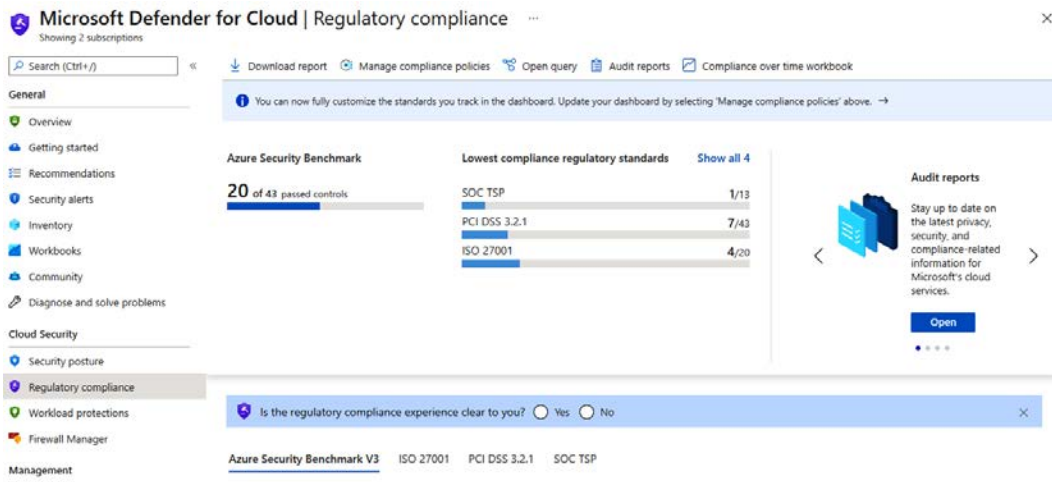 Microsoft Defender for Cloud | Regulatory compliance ...
Showing 2 subscriptions
Search (Ctrl+/)
«
Download report
Manage compliance policies
Open query
Audit reports
Compliance over time workbook
General
Overview
Getting started
Recommendations
Security alerts
Inventory
Workbooks
Community
Diagnose and solve problems
Cloud Security
Security posture
Regulatory compliance
Workload protections
Firewall Manager
Management
You can now fully customize the standards you track in the dashboard. Update your dashboard by selecting 'Manage compliance policies' above. →
Azure Security Benchmark
20 of 43 passed controls
Lowest compliance regulatory standards
Show all 4
SOC TSP 1/13
PCI DSS 3.2.1 7/43
ISO 27001 4/20
Audit reports
Stay up to date on
the latest privacy,
security, and
compliance-related
information for
Microsoft's cloud
services.
Open
Is the regulatory compliance experience clear to you? Yes No
Azure Security Benchmark V3 ISO 27001 PCI DSS 3.2.1 SOC TSP